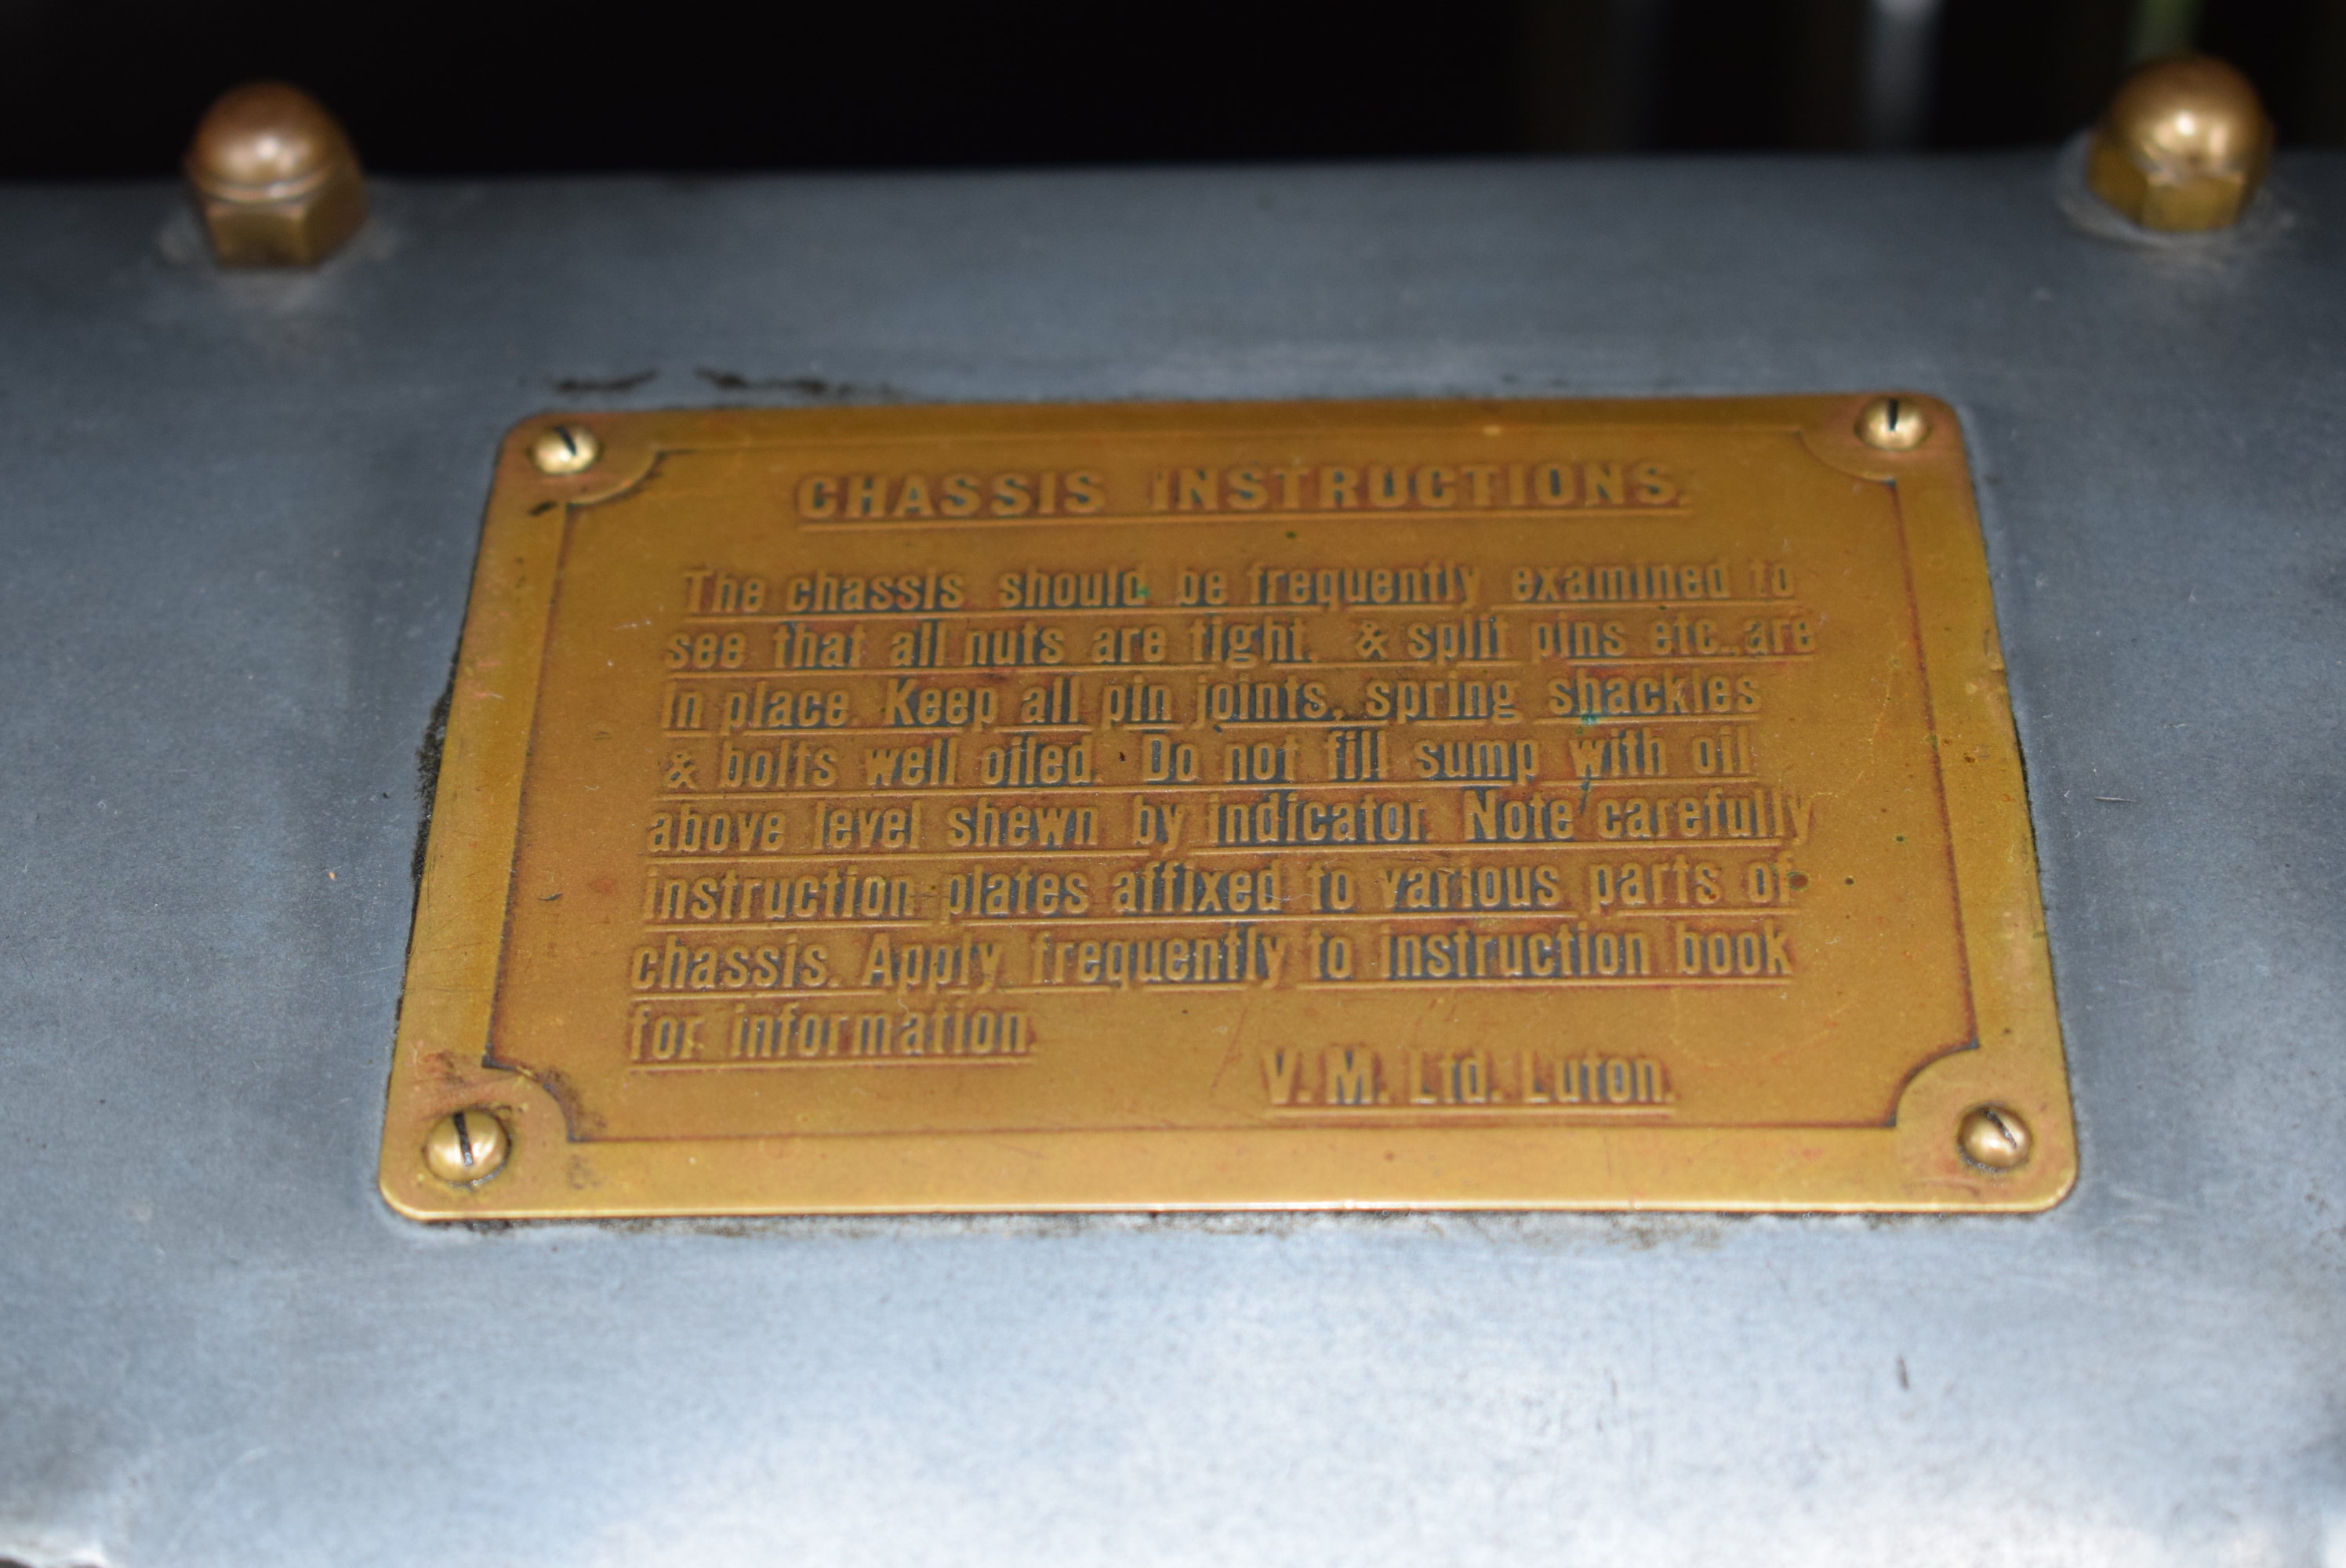 CHASSIS INSTRUCTIONS.
The chassis should be frequently examined to
see that all nuts are tight. & split pins etc., are
in place. Keep all pin joints, spring shackles
& bolts well oiled. Do not fill sump with oil
above level shewn by indicator. Note carefully
instruction plates affixed to various parts of
chassis. Apply frequently to instruction book
for information.
V. M. Ltd. Luton.